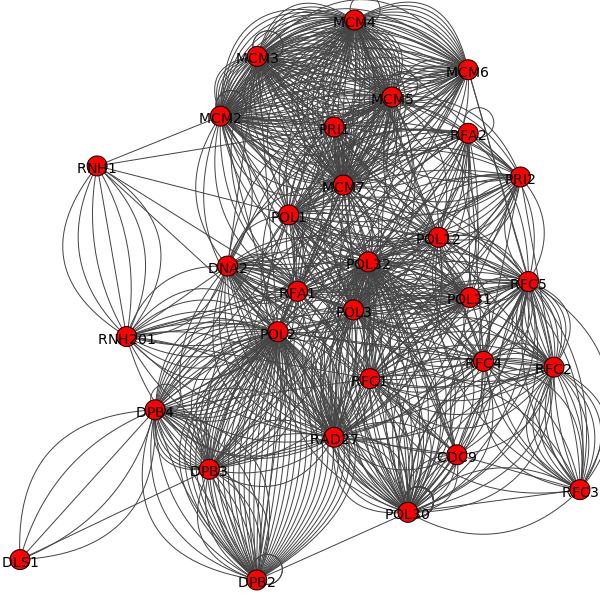 MCM4
MCM3
MCM6
MCM5
MCM2
PRI1
RFA2
RNH1
PRI2
MCM7
POL1
POL12
DNA2
POL32
RFC5
RFA1
POL31
POL3
POL2
RNH201
RFC4
RFC2
RFC1
DPB4
RAD27
CDC9
DPB3
RFC3
POL30
DLS1
DPB2